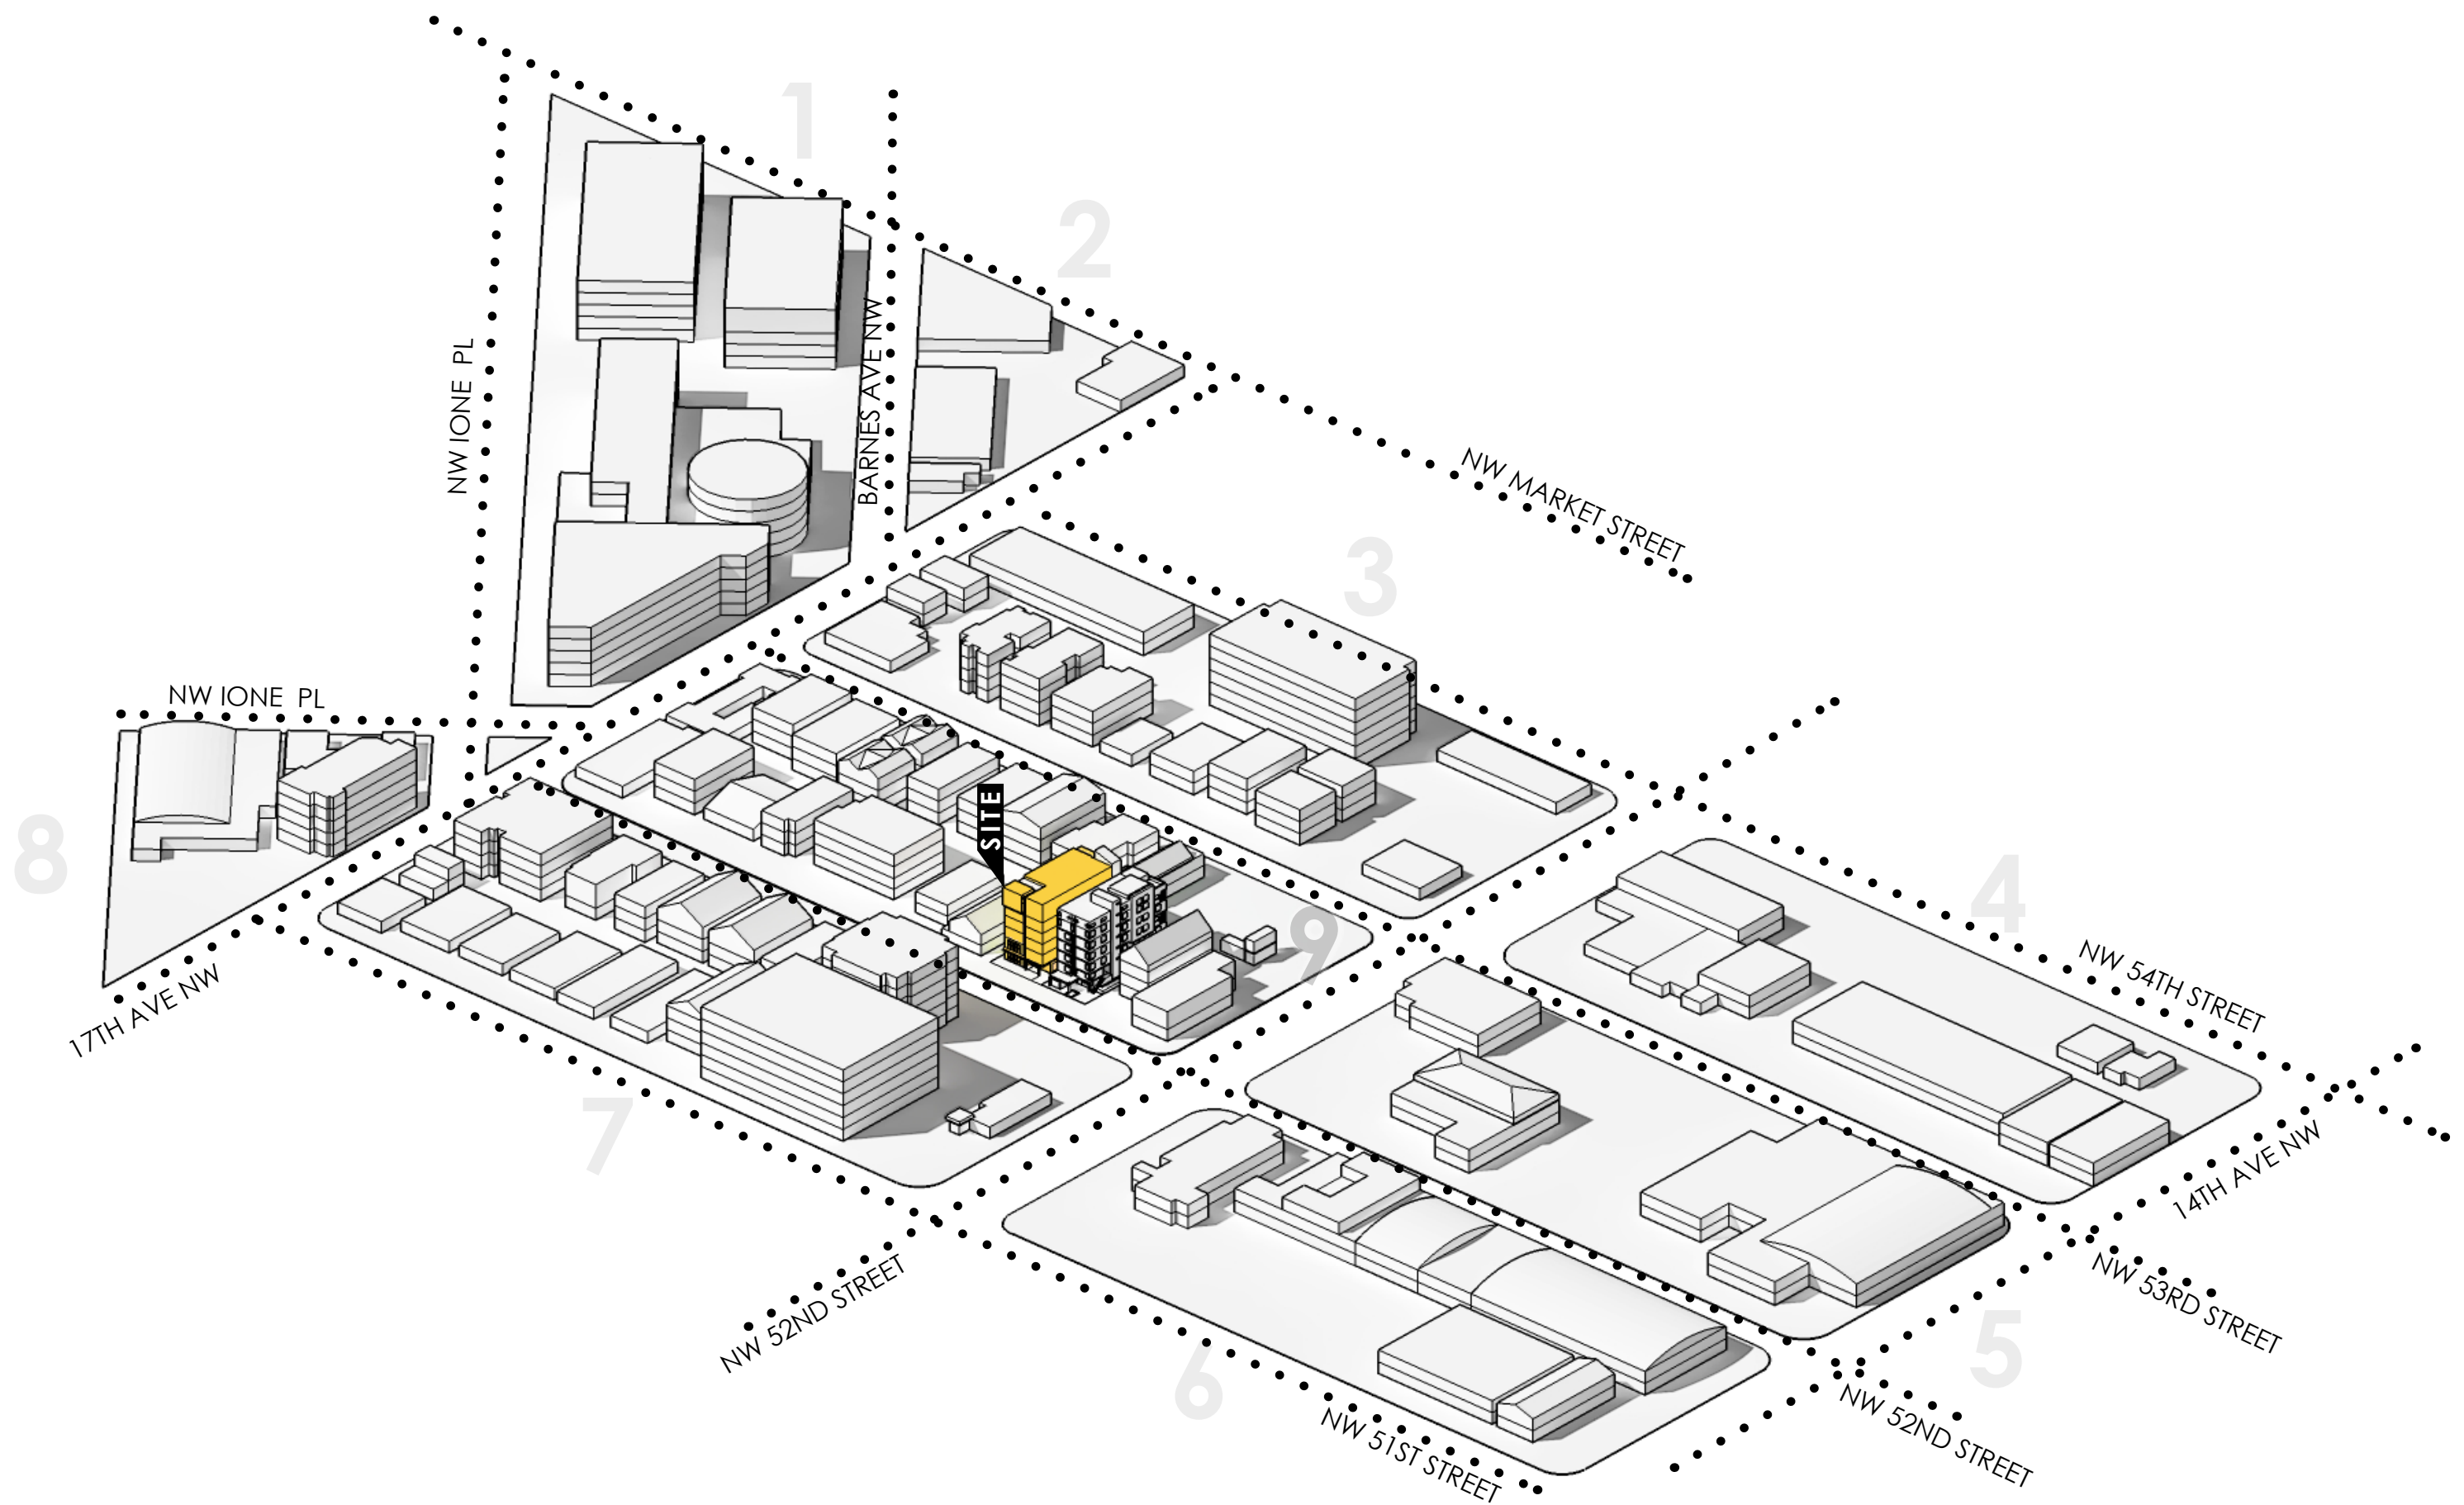 1
2
NW IONE PL
BARNES AVE NW
NW MARKET STREET
3
NW IONE PL
SITE
8
4
9
17TH AVE NW
NW 54TH STREET
7
14TH AVE NW
NW 53RD STREET
NW 52ND STREET
5
6
NW 52ND STREET
NW 51ST STREET